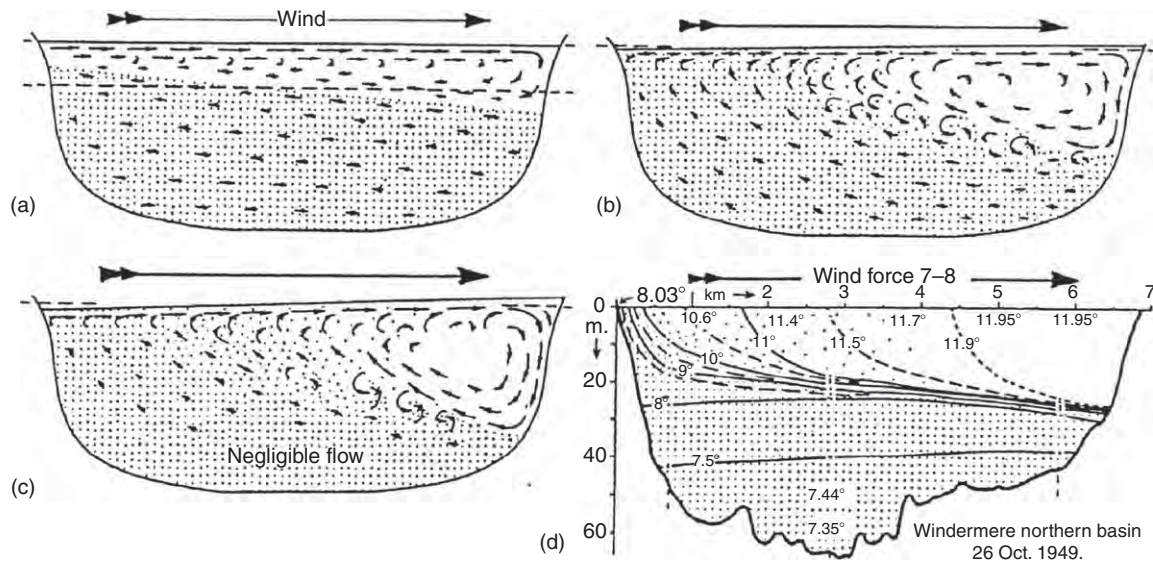 Wind
(a)
(b)
(c)
Negligible flow
Wind force 7–8
8.03° km 2 3 4 5 6 7
0
m.
20
40
60
10.6° 11.4° 11.7° 11.95° 11.95°
11° 11.5° 11.9°
10°
9°
8°
7.5°
7.44°
7.35°
(d)
Windermere northern basin
26 Oct. 1949.